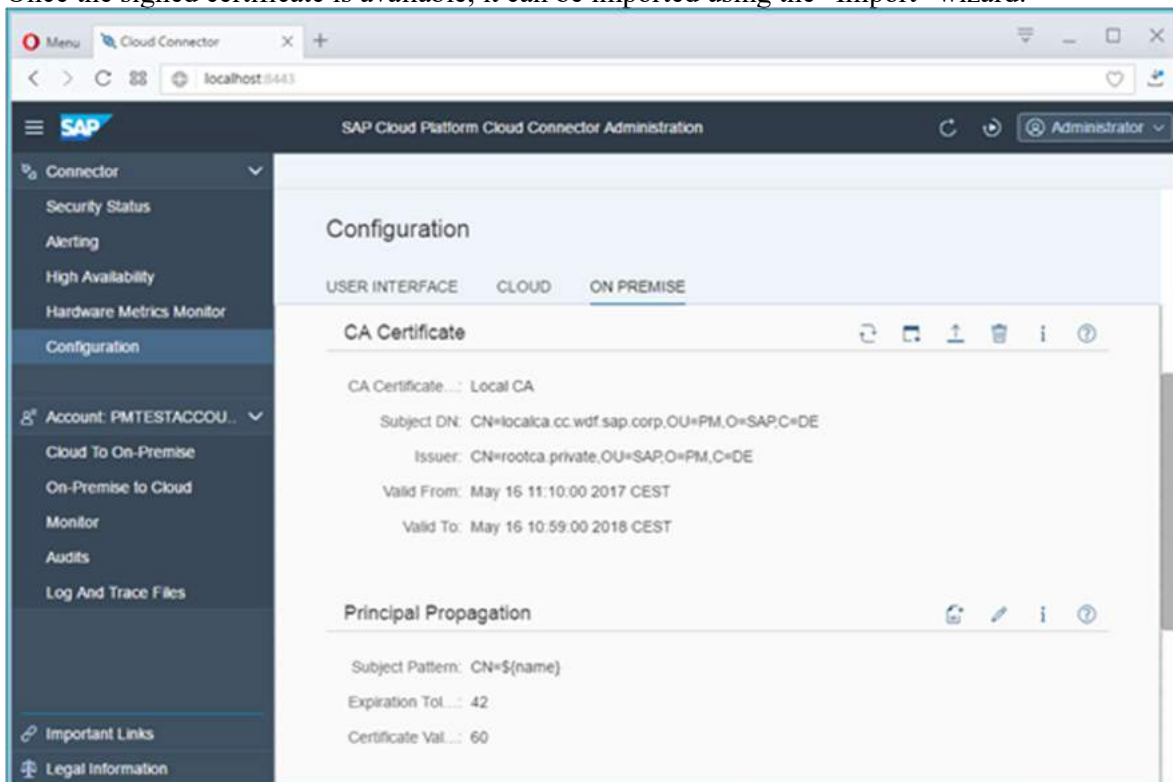 Once the signed certificate is available, it can be imported using the "Import" wizard.
Menu
Cloud Connector
localhost:8443
SAP
SAP Cloud Platform Cloud Connector Administration
Administrator
Connector
Security Status
Alerting
High Availability
Hardware Metrics Monitor
Configuration
Account: PMTESTACCOU..
Cloud To On-Premise
On-Premise to Cloud
Monitor
Audits
Log And Trace Files
Important Links
Legal Information
Configuration
USER INTERFACE CLOUD ON PREMISE
CA Certificate
CA Certificate...: Local CA
Subject DN: CN=localca.cc.wdf.sap.corp,OU=PM,O=SAP,C=DE
Issuer: CN=rootca.private,OU=SAP,O=PM,C=DE
Valid From: May 16 11:10:00 2017 CEST
Valid To: May 16 10:59:00 2018 CEST
Principal Propagation
Subject Pattern: CN=${name}
Expiration Tol...: 42
Certificate Val...: 60